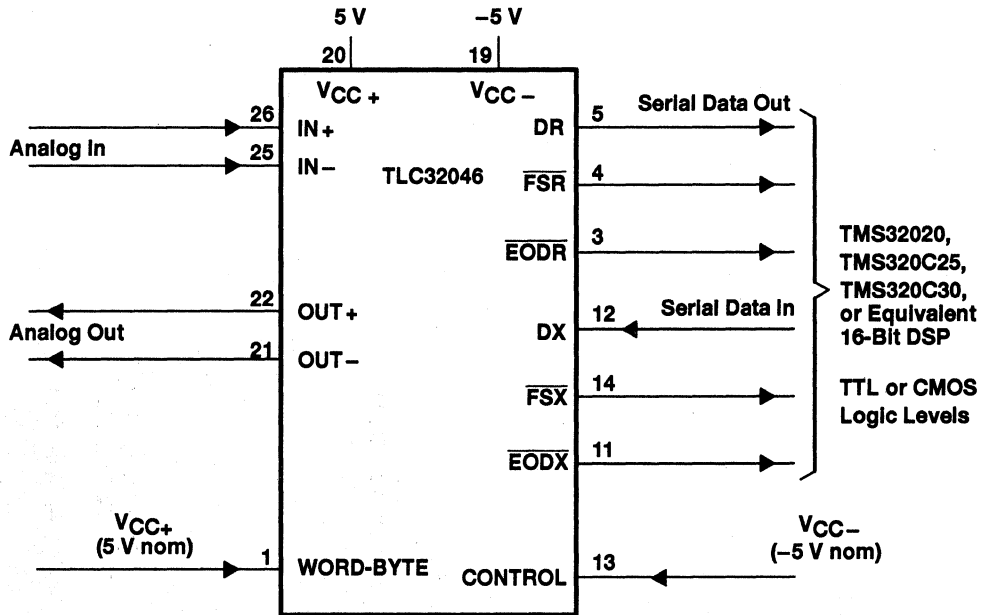 5 V
−5 V
20
19
VCC +
VCC −
26
IN +
Analog In
25
IN −
TLC32046
22
OUT +
Analog Out
21
OUT −
VCC+
(5 V nom)
1
WORD-BYTE
DR
5
Serial Data Out
FSR
4
EODR
3
DX
12
Serial Data In
FSX
14
EODX
11
CONTROL
13
VCC−
(−5 V nom)
TMS32020,
TMS320C25,
TMS320C30,
or Equivalent
16-Bit DSP
TTL or CMOS
Logic Levels